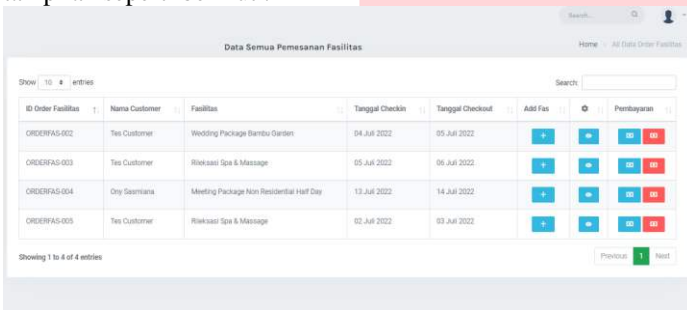 Search...
Data Semua Pemesanan Fasilitas
Home All Data Order Fasilitas
Show 10 entries
Search:
ID Order Fasilitas Nama Customer Fasilitas Tanggal Checkin Tanggal Checkout Add Fas Pembayaran
ORDERFAS-002 Tes Customer Wedding Package Bambu Garden 04 Juli 2022 05 Juli 2022
ORDERFAS-003 Tes Customer Rileksasi Spa & Massage 05 Juli 2022 06 Juli 2022
ORDERFAS-004 Ony Sasmiana Meeting Package Non Residential Half Day 13 Juli 2022 14 Juli 2022
ORDERFAS-005 Tes Customer Rileksasi Spa & Massage 02 Juli 2022 03 Juli 2022
Showing 1 to 4 of 4 entries
Previous 1 Next